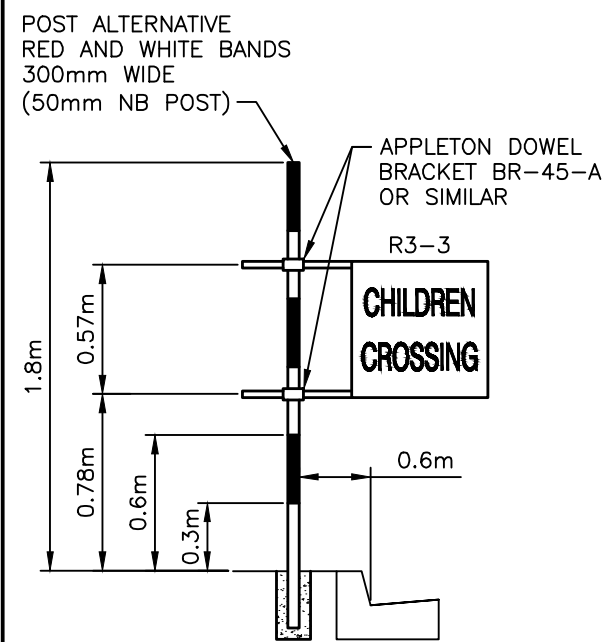 POST ALTERNATIVE
RED AND WHITE BANDS
300mm WIDE
(50mm NB POST)
APPLETON DOWEL
BRACKET BR-45-A
OR SIMILAR
R3-3
CHILDREN
CROSSING
1.8m
0.57m
0.78m
0.6m
0.3m
0.6m